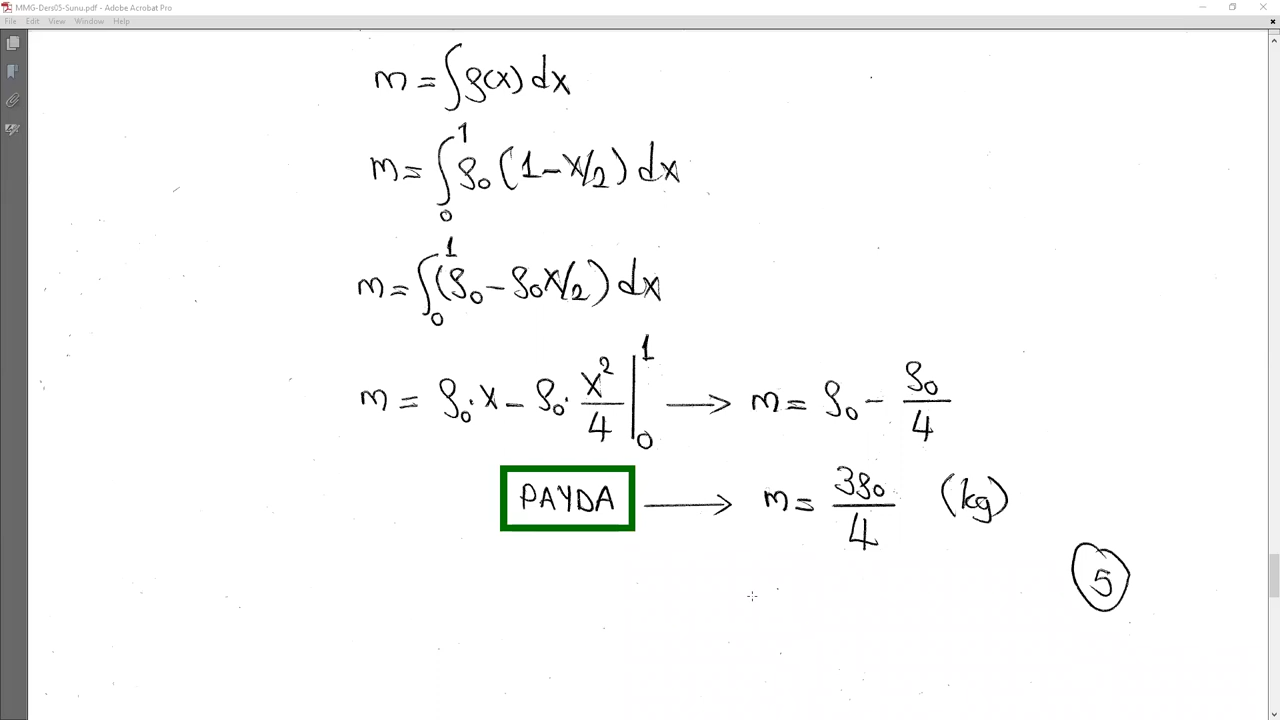 MMG-Ders05-Sunu.pdf - Adobe Acrobat Pro
File Edit View Window Help
m = ∫ρ(x) dx
m = ∫₀¹ ρ₀ (1 - x/2) dx
m = ∫₀¹ (ρ₀ - ρ₀x/2) dx
m = ρ₀·x - ρ₀·x²/4 |₀¹ → m = ρ₀ - ρ₀/4
PAYDA → m = 3ρ₀/4 (kg)
5